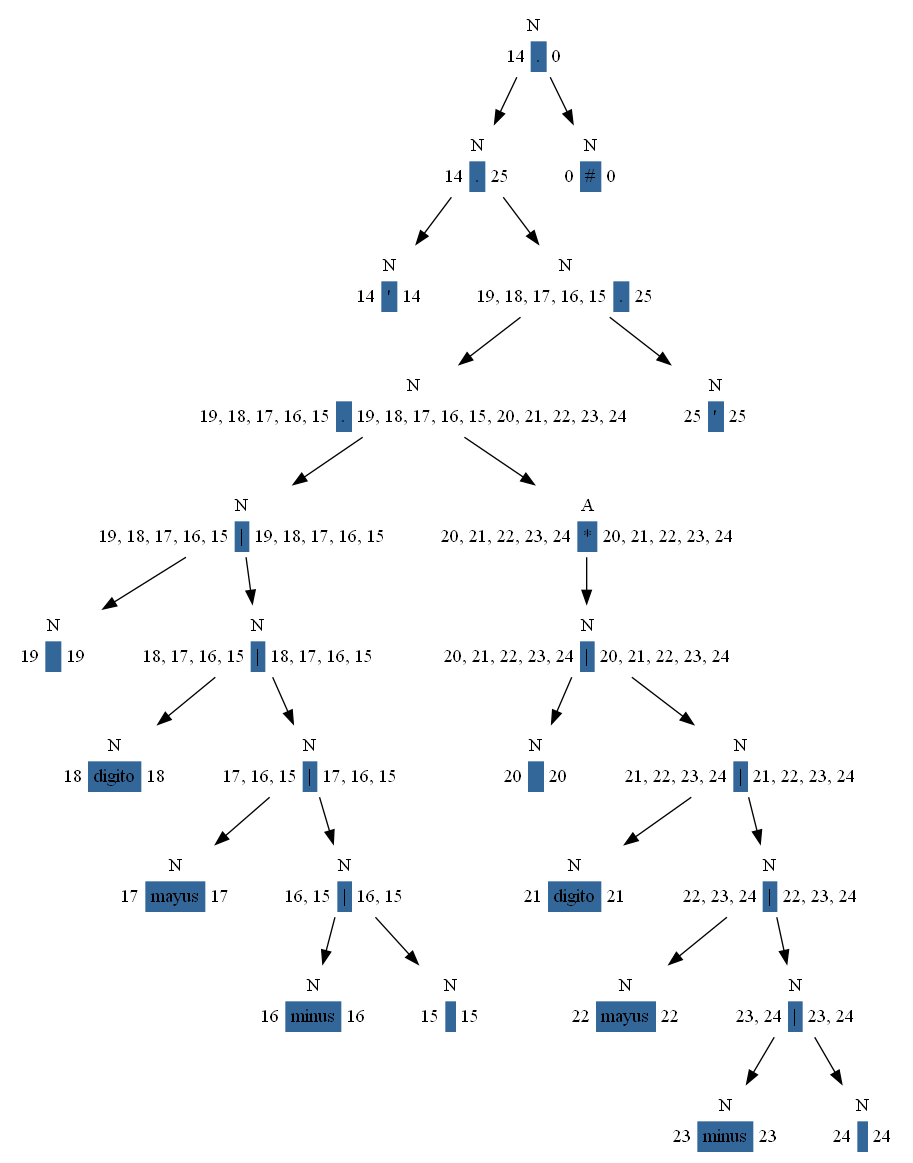 N
14 . 0
N N
14 . 25 0 # 0
N N
14 ' 14 19, 18, 17, 16, 15 . 25
N N
19, 18, 17, 16, 15 . 19, 18, 17, 16, 15, 20, 21, 22, 23, 24 25 ' 25
N A
19, 18, 17, 16, 15 | 19, 18, 17, 16, 15 20, 21, 22, 23, 24 * 20, 21, 22, 23, 24
N N N
19 19 18, 17, 16, 15 | 18, 17, 16, 15 20, 21, 22, 23, 24 | 20, 21, 22, 23, 24
N N N N
18 digito 18 17, 16, 15 | 17, 16, 15 20 20 21, 22, 23, 24 | 21, 22, 23, 24
N N N N
17 mayus 17 16, 15 | 16, 15 21 digito 21 22, 23, 24 | 22, 23, 24
N N N N
16 minus 16 15 15 22 mayus 22 23, 24 | 23, 24
N N
23 minus 23 24 24